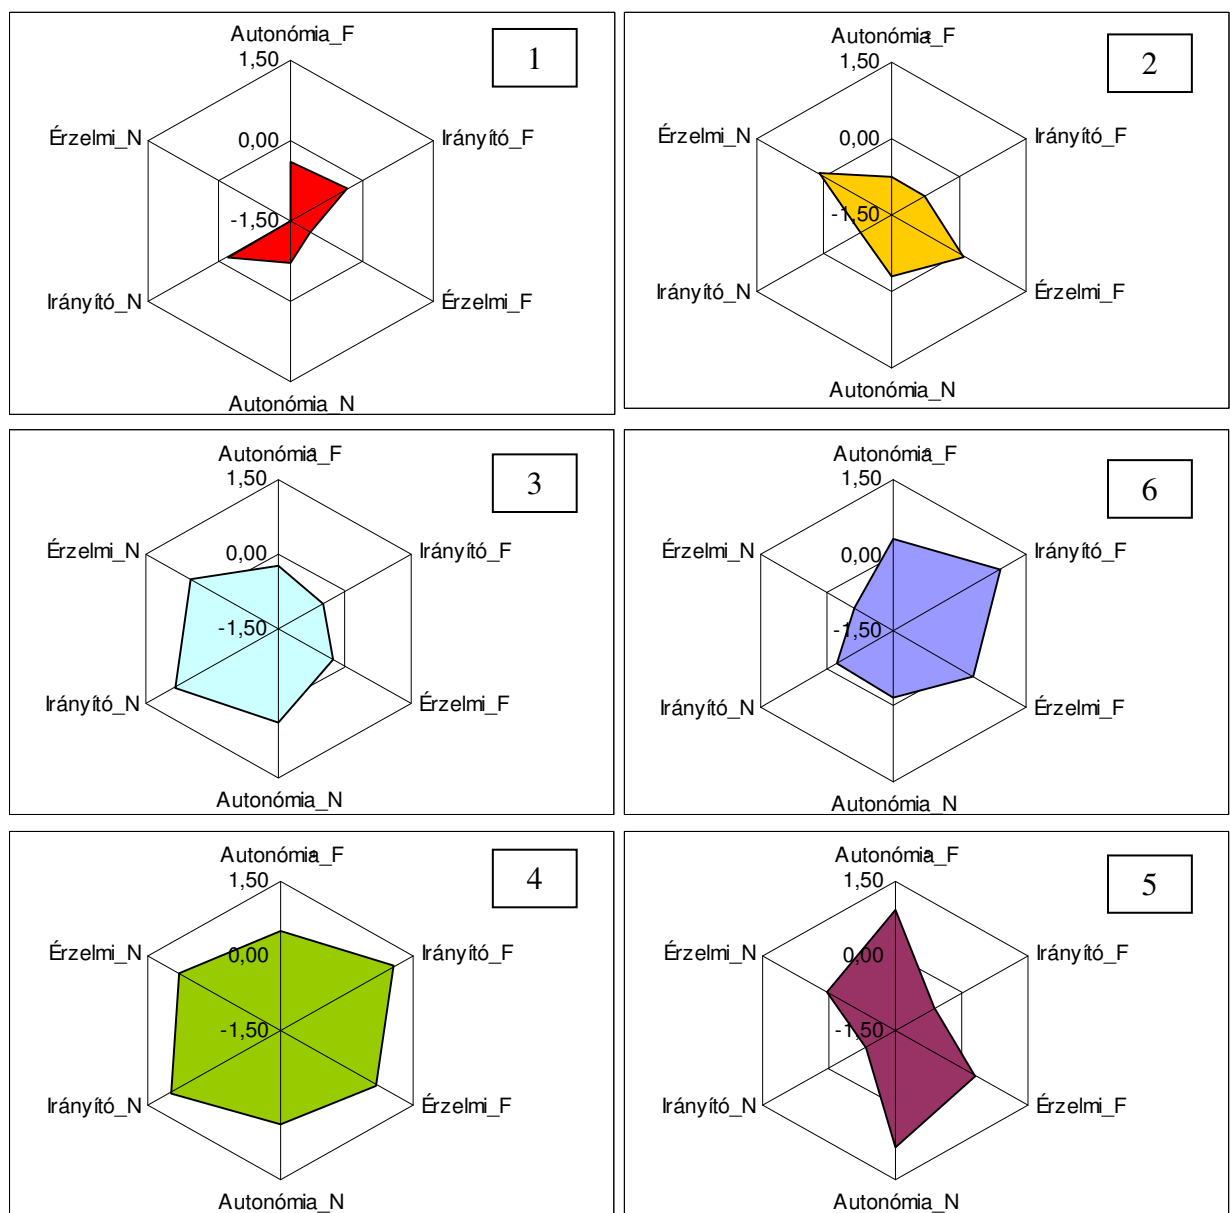 Autonómia_F
1
1,50
Érzelmi_N
0,00
Irányító_F
-1,50
Irányító_N
Érzelmi_F
Autonómia_N
Autonómia_F
2
1,50
Érzelmi_N
0,00
Irányító_F
-1,50
Irányító_N
Érzelmi_F
Autonómia_N
Autonómia_F
3
1,50
Érzelmi_N
0,00
Irányító_F
-1,50
Irányító_N
Érzelmi_F
Autonómia_N
Autonómia_F
6
1,50
Érzelmi_N
0,00
Irányító_F
-1,50
Irányító_N
Érzelmi_F
Autonómia_N
Autonómia_F
4
1,50
Érzelmi_N
0,00
Irányító_F
-1,50
Irányító_N
Érzelmi_F
Autonómia_N
Autonómia_F
5
1,50
Érzelmi_N
0,00
Irányító_F
-1,50
Irányító_N
Érzelmi_F
Autonómia_N